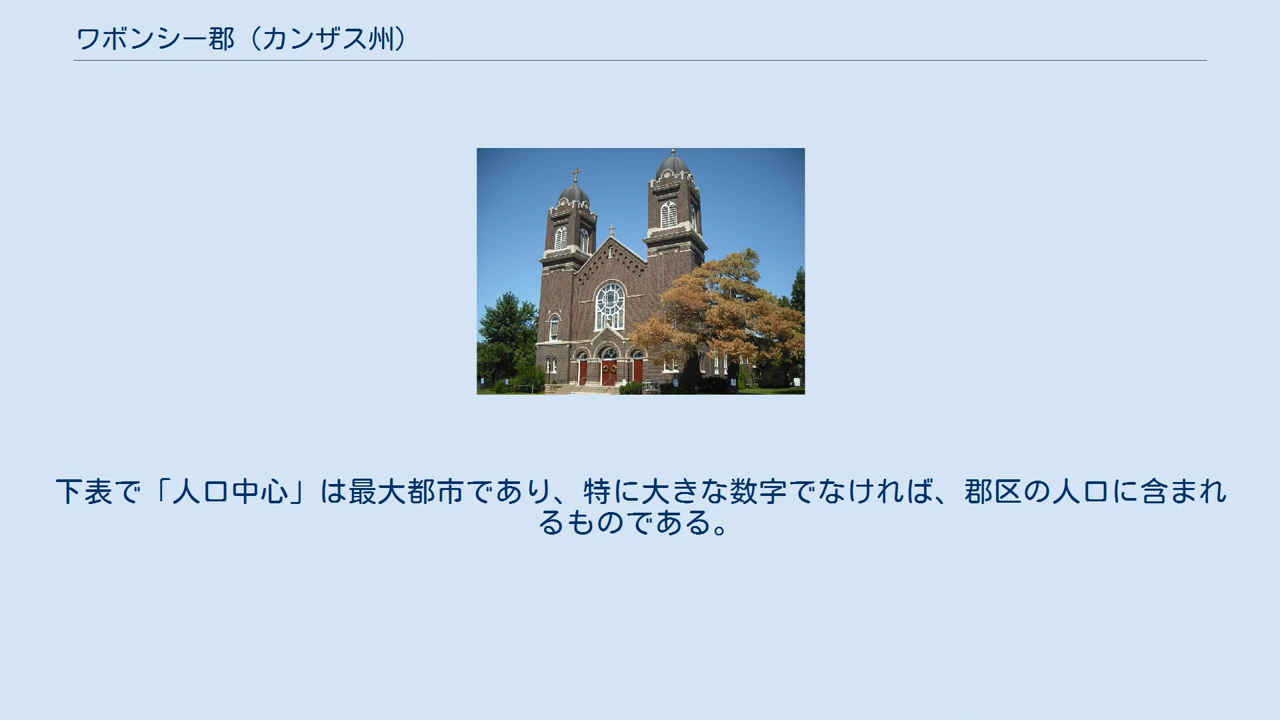 ワボンシー郡（カンザス州）
下表で「人口中心」は最大都市であり、特に大きな数字でなければ、郡区の人口に含まれ
るものである。